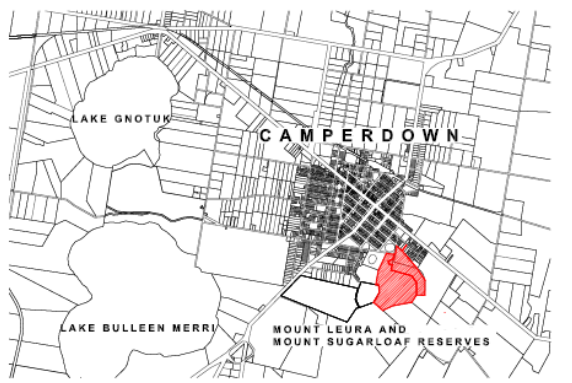 LAKE GNOTUK
CAMPERDOWN
LAKE BULLEEN MERRI
MOUNT LEURA AND
MOUNT SUGARLOAF RESERVES